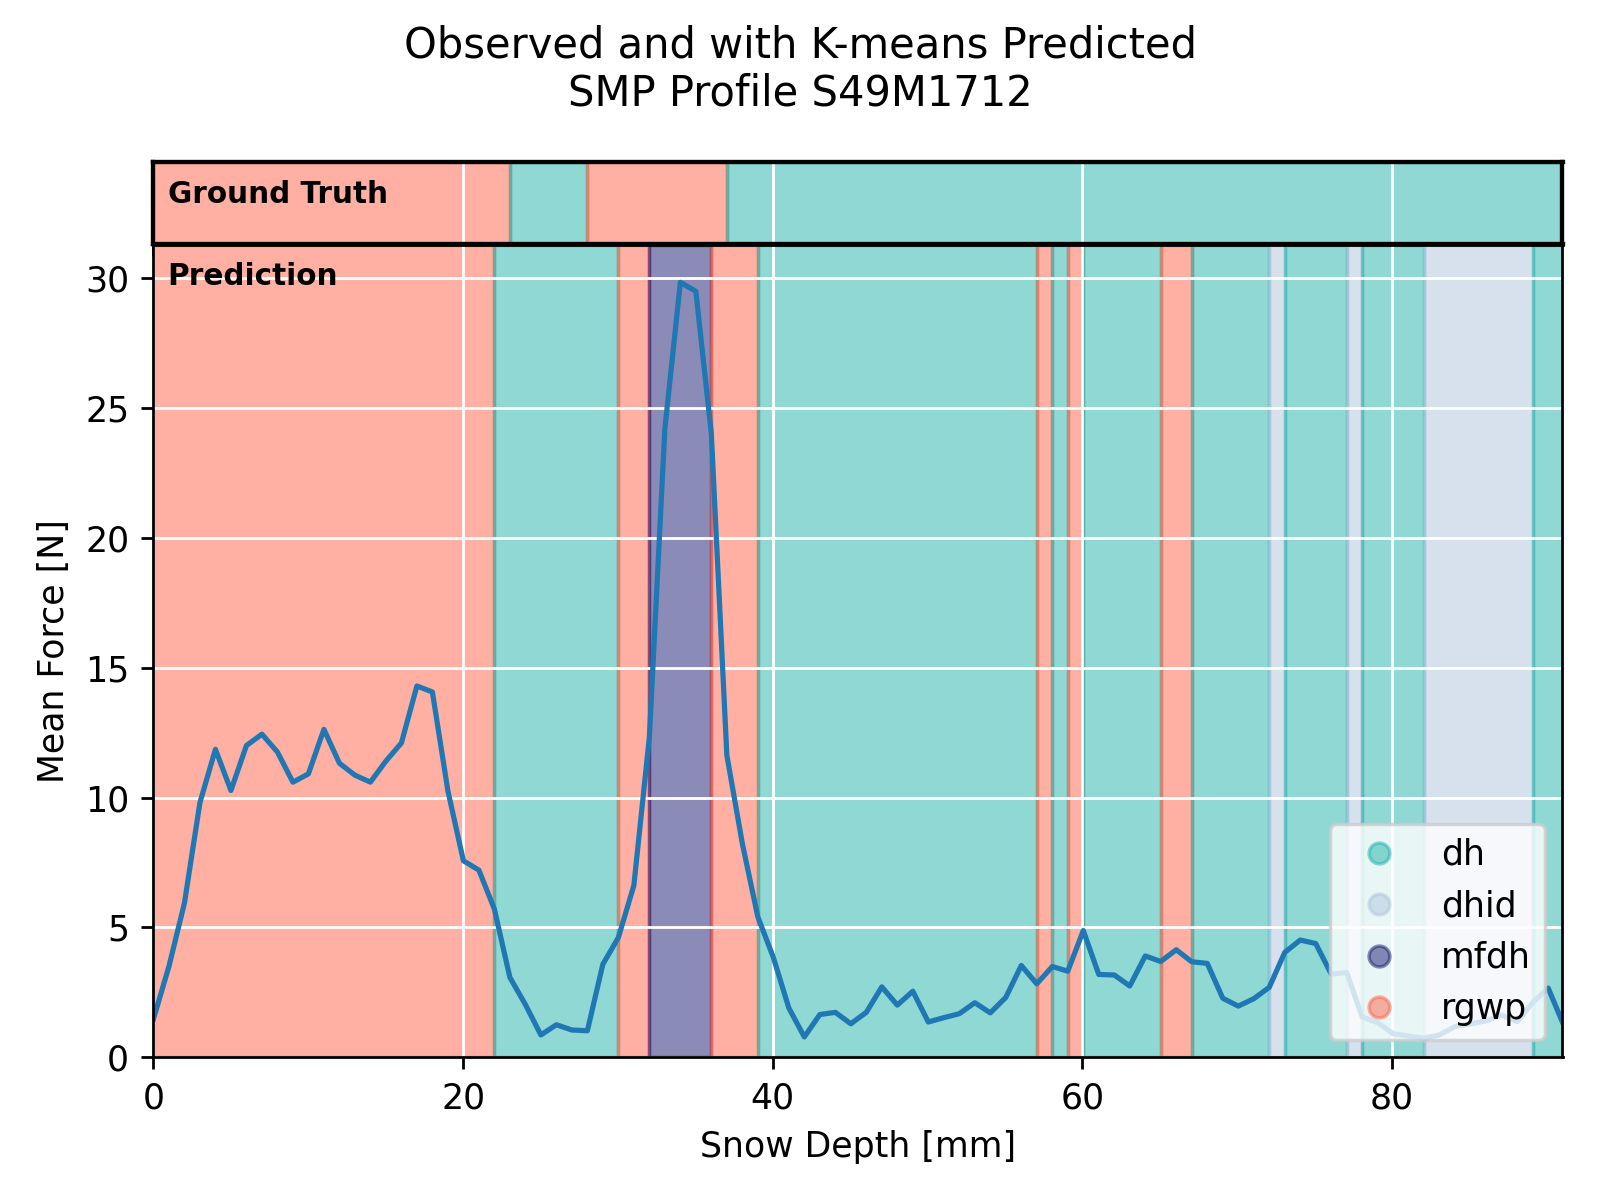 Observed and with K-means Predicted
SMP Profile S49M1712
Ground Truth
Prediction
30
25
20
15
10
5
0
Mean Force [N]
0 20 40 60 80
Snow Depth [mm]
dh
dhid
mfdh
rgwp